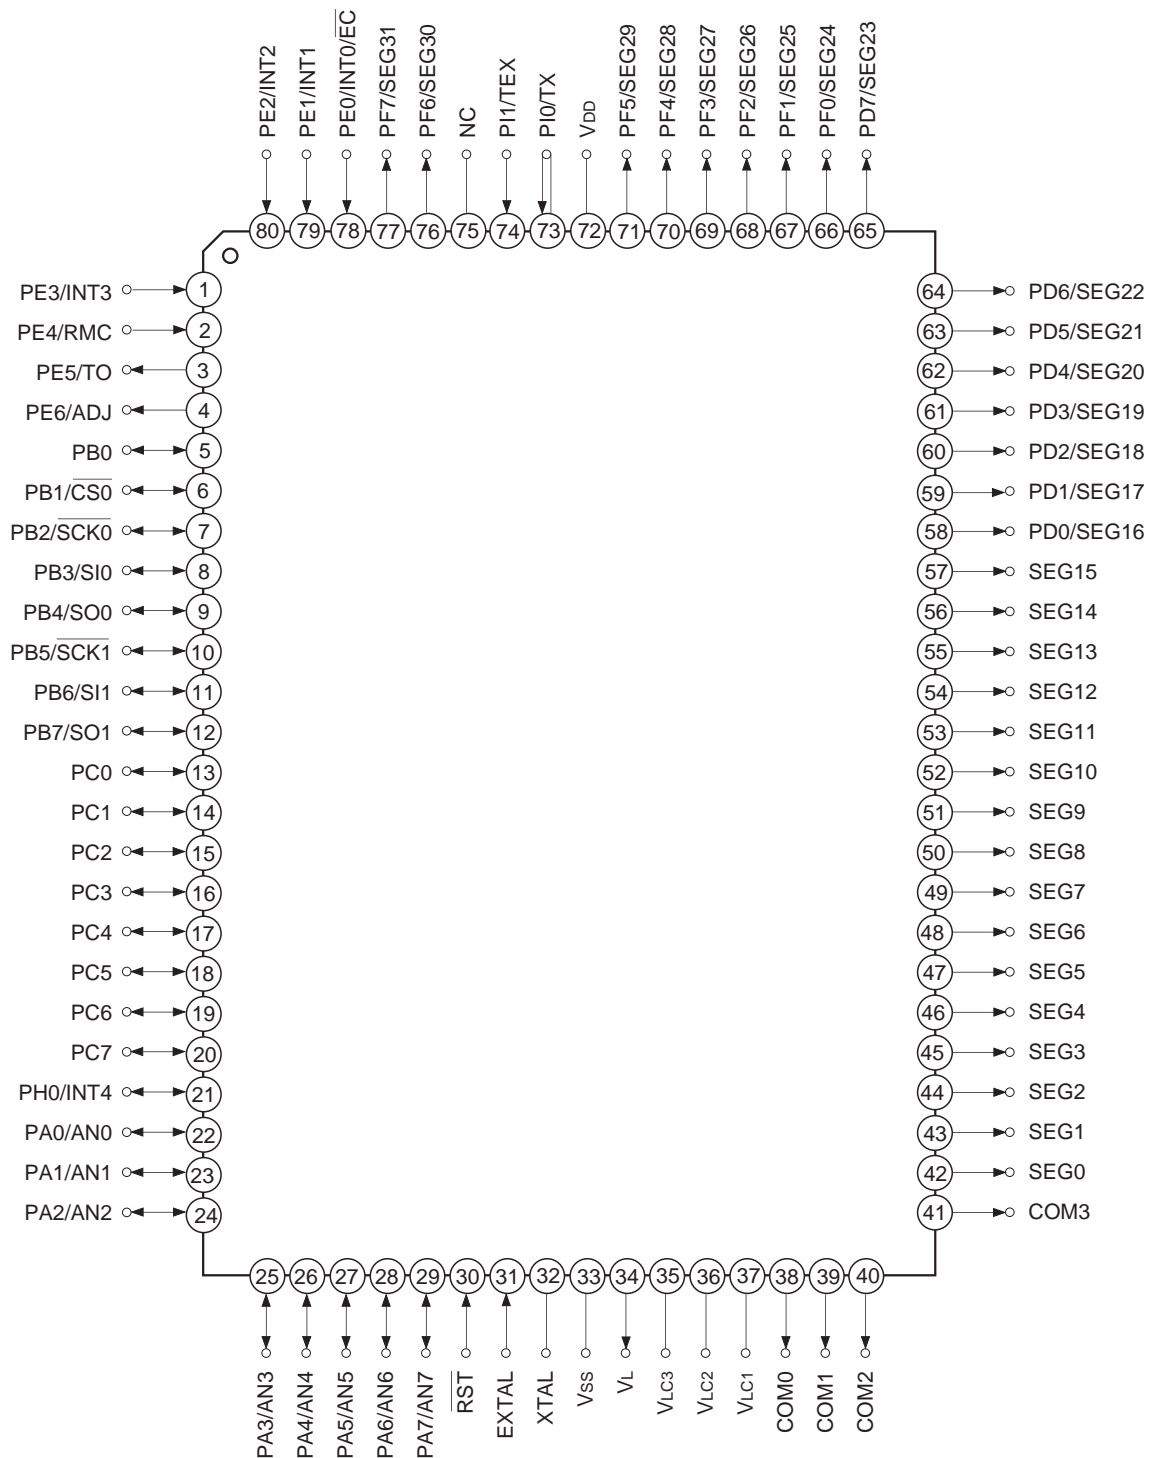 PE2/INT2
PE1/INT1
PE0/INT0/E̅C̅
PF7/SEG31
PF6/SEG30
NC
PI1/TEX
PI0/TX
VDD
PF5/SEG29
PF4/SEG28
PF3/SEG27
PF2/SEG26
PF1/SEG25
PF0/SEG24
PD7/SEG23
80 79 78 77 76 75 74 73 72 71 70 69 68 67 66 65
PE3/INT3 1 64 PD6/SEG22
PE4/RMC 2 63 PD5/SEG21
PE5/TO 3 62 PD4/SEG20
PE6/ADJ 4 61 PD3/SEG19
PB0 5 60 PD2/SEG18
PB1/C̅S̅0̅ 6 59 PD1/SEG17
PB2/S̅C̅K̅0̅ 7 58 PD0/SEG16
PB3/SI0 8 57 SEG15
PB4/SO0 9 56 SEG14
PB5/S̅C̅K̅1̅ 10 55 SEG13
PB6/SI1 11 54 SEG12
PB7/SO1 12 53 SEG11
PC0 13 52 SEG10
PC1 14 51 SEG9
PC2 15 50 SEG8
PC3 16 49 SEG7
PC4 17 48 SEG6
PC5 18 47 SEG5
PC6 19 46 SEG4
PC7 20 45 SEG3
PH0/INT4 21 44 SEG2
PA0/AN0 22 43 SEG1
PA1/AN1 23 42 SEG0
PA2/AN2 24 41 COM3
25 26 27 28 29 30 31 32 33 34 35 36 37 38 39 40
PA3/AN3
PA4/AN4
PA5/AN5
PA6/AN6
PA7/AN7
R̅S̅T̅
EXTAL
XTAL
VSS
VL
VLC3
VLC2
VLC1
COM0
COM1
COM2